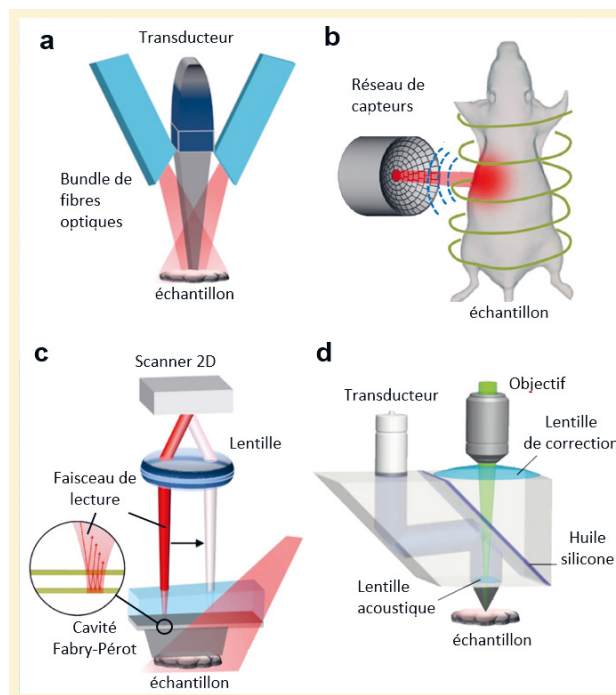 a
Transducteur
Bundle de
fibres
optiques
échantillon
b
Réseau de
capteurs
échantillon
c
Scanner 2D
Lentille
Faisceau de
lecture
Cavité
Fabry-Pérot
échantillon
d
Transducteur
Objectif
Lentille
de correction
Huile
silicone
Lentille
acoustique
échantillon